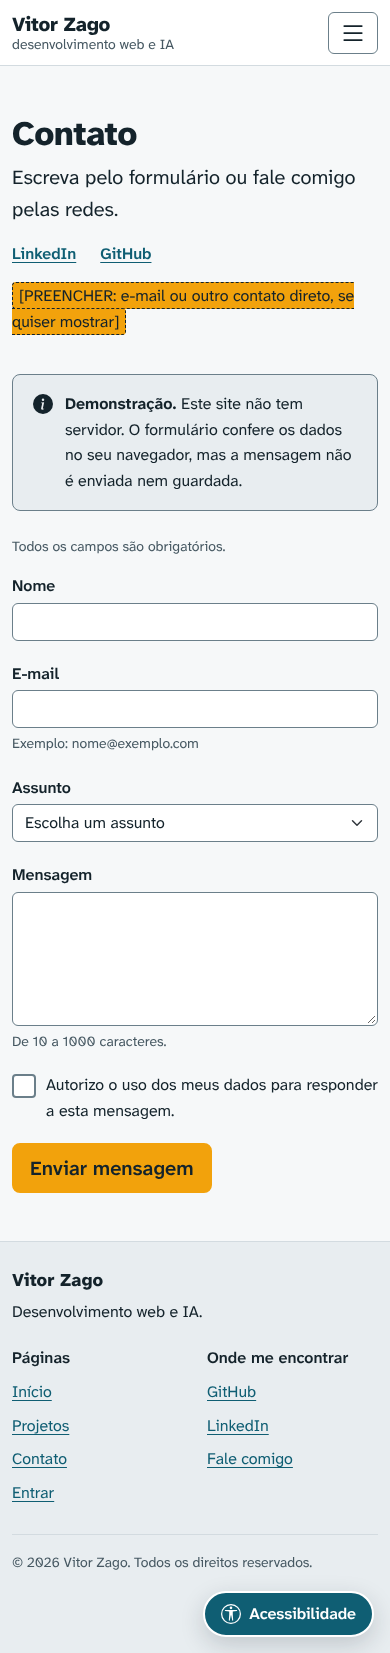 Vitor Zago
desenvolvimento web e IA
Contato
Escreva pelo formulário ou fale comigo
pelas redes.
LinkedIn GitHub
[PREENCHER: e-mail ou outro contato direto, se
quiser mostrar]
Demonstração. Este site não tem
servidor. O formulário confere os dados
no seu navegador, mas a mensagem não
é enviada nem guardada.
Todos os campos são obrigatórios.
Nome
E-mail
Exemplo: nome@exemplo.com
Assunto
Escolha um assunto
Mensagem
De 10 a 1000 caracteres.
Autorizo o uso dos meus dados para responder
a esta mensagem.
Enviar mensagem
Vitor Zago
Desenvolvimento web e IA.
Páginas
Início
Projetos
Contato
Entrar
Onde me encontrar
GitHub
LinkedIn
Fale comigo
© 2026 Vitor Zago. Todos os direitos reservados.
Acessibilidade